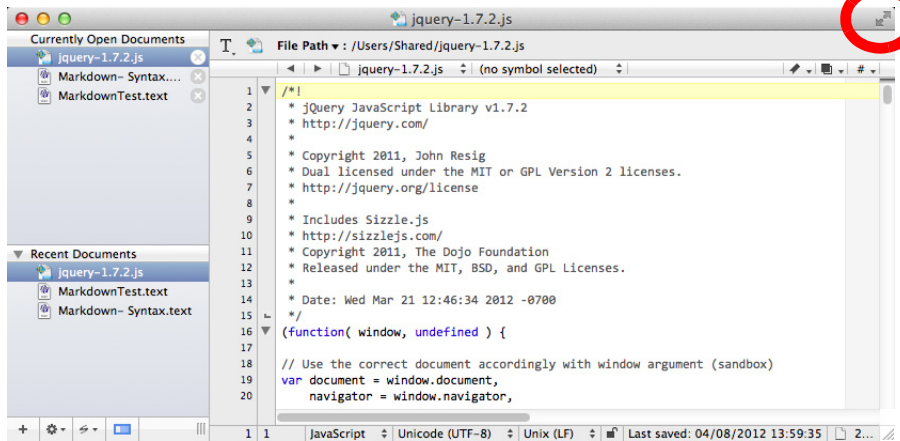 jquery-1.7.2.js
Currently Open Documents
jquery-1.7.2.js
Markdown- Syntax....
MarkdownTest.text
Recent Documents
jquery-1.7.2.js
MarkdownTest.text
Markdown- Syntax.text
T. File Path ▾ : /Users/Shared/jquery-1.7.2.js
jquery-1.7.2.js (no symbol selected) #
1 /*!
2 * jQuery JavaScript Library v1.7.2
3 * http://jquery.com/
4 *
5 * Copyright 2011, John Resig
6 * Dual licensed under the MIT or GPL Version 2 licenses.
7 * http://jquery.org/license
8 *
9 * Includes Sizzle.js
10 * http://sizzlejs.com/
11 * Copyright 2011, The Dojo Foundation
12 * Released under the MIT, BSD, and GPL Licenses.
13 *
14 * Date: Wed Mar 21 12:46:34 2012 -0700
15 */
16 (function( window, undefined ) {
17
18 // Use the correct document accordingly with window argument (sandbox)
19 var document = window.document,
20 navigator = window.navigator,
1 1 JavaScript Unicode (UTF-8) Unix (LF) Last saved: 04/08/2012 13:59:35 2...